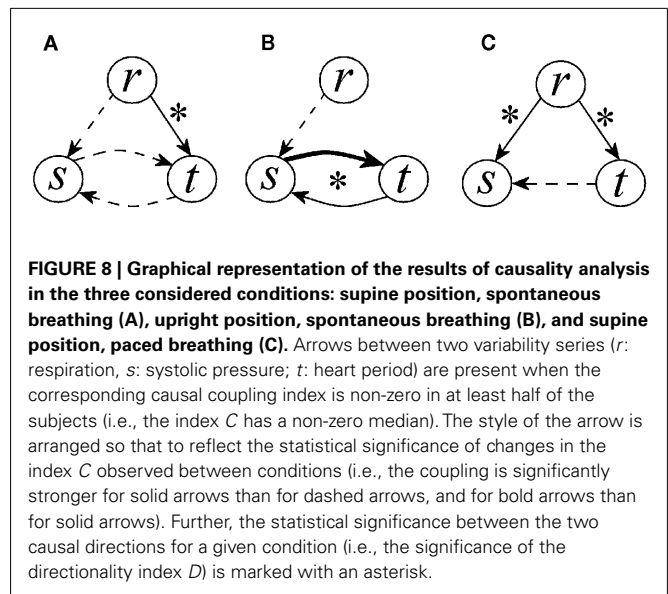 A B C
r r r
* * *
s t s * t s t
FIGURE 8 | Graphical representation of the results of causality analysis
in the three considered conditions: supine position, spontaneous
breathing (A), upright position, spontaneous breathing (B), and supine
position, paced breathing (C). Arrows between two variability series (r:
respiration, s: systolic pressure; t: heart period) are present when the
corresponding causal coupling index is non-zero in at least half of the
subjects (i.e., the index C has a non-zero median). The style of the arrow is
arranged so that to reflect the statistical significance of changes in the
index C observed between conditions (i.e., the coupling is significantly
stronger for solid arrows than for dashed arrows, and for bold arrows than
for solid arrows). Further, the statistical significance between the two
causal directions for a given condition (i.e., the significance of the
directionality index D) is marked with an asterisk.